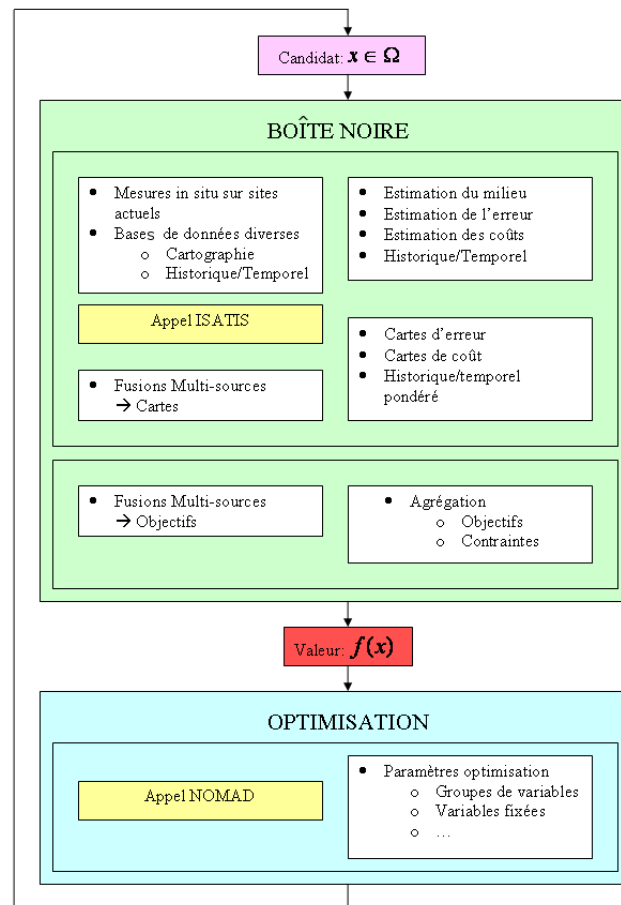 Candidat: x ∈ Ω
BOÎTE NOIRE
• Mesures in situ sur sites
actuels
• Bases de données diverses
o Cartographie
o Historique/Temporel
• Estimation du milieu
• Estimation de l'erreur
• Estimation des coûts
• Historique/Temporel
Appel ISATIS
• Cartes d'erreur
• Cartes de coût
• Historique/temporel
pondéré
• Fusions Multi-sources
→ Cartes
• Fusions Multi-sources
→ Objectifs
• Agrégation
o Objectifs
o Contraintes
Valeur: f(x)
OPTIMISATION
Appel NOMAD
• Paramètres optimisation
o Groupes de variables
o Variables fixées
o ...